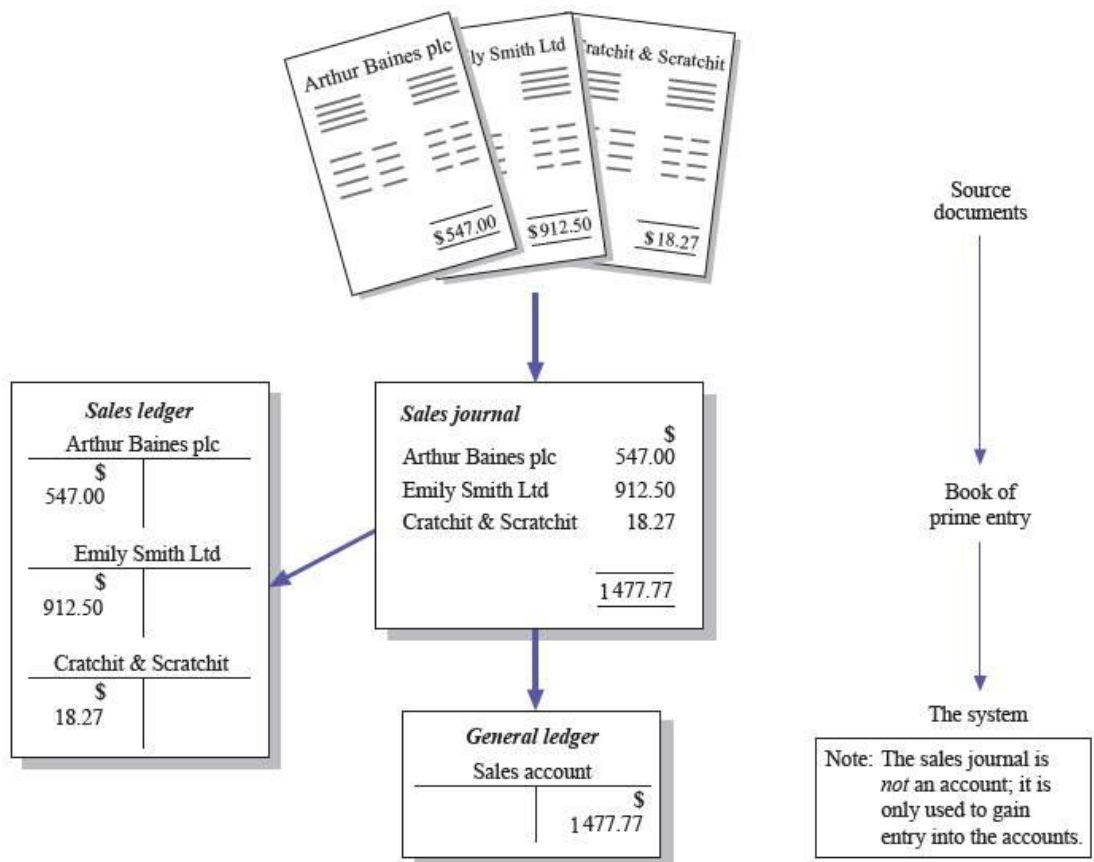 Arthur Baines plc
ly Smith Ltd
ratchit & Scratchit
$547.00
$912.50
$18.27
Source
documents
Sales ledger
Arthur Baines plc
$
547.00
Emily Smith Ltd
$
912.50
Cratchit & Scratchit
$
18.27
Sales journal
$
Arthur Baines plc 547.00
Emily Smith Ltd 912.50
Cratchit & Scratchit 18.27
1477.77
Book of
prime entry
General ledger
Sales account
$
1477.77
The system
Note: The sales journal is
not an account; it is
only used to gain
entry into the accounts.